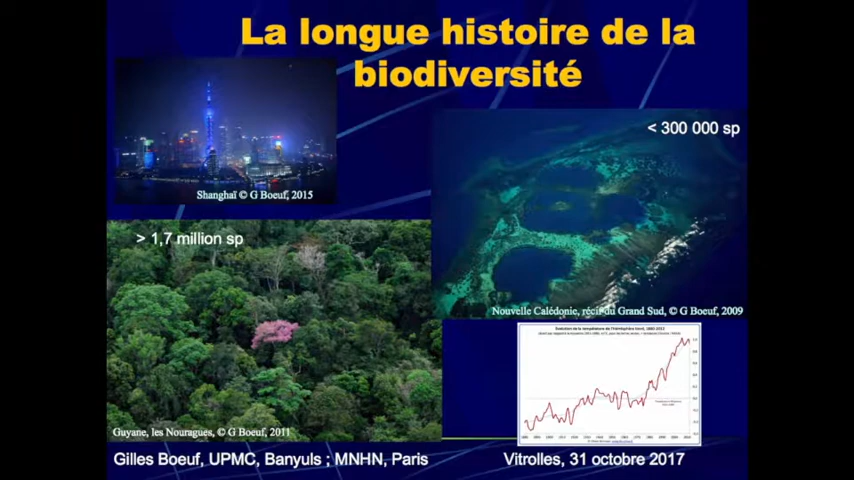 La longue histoire de la
biodiversité
Shanghaï © G Boeuf, 2015
< 300 000 sp
> 1,7 million sp
Nouvelle Calédonie, récif du Grand Sud, © G Boeuf, 2009
Guyane, les Nouragues, © G Boeuf, 2011
Gilles Boeuf, UPMC, Banyuls ; MNHN, Paris
Vitrolles, 31 octobre 2017